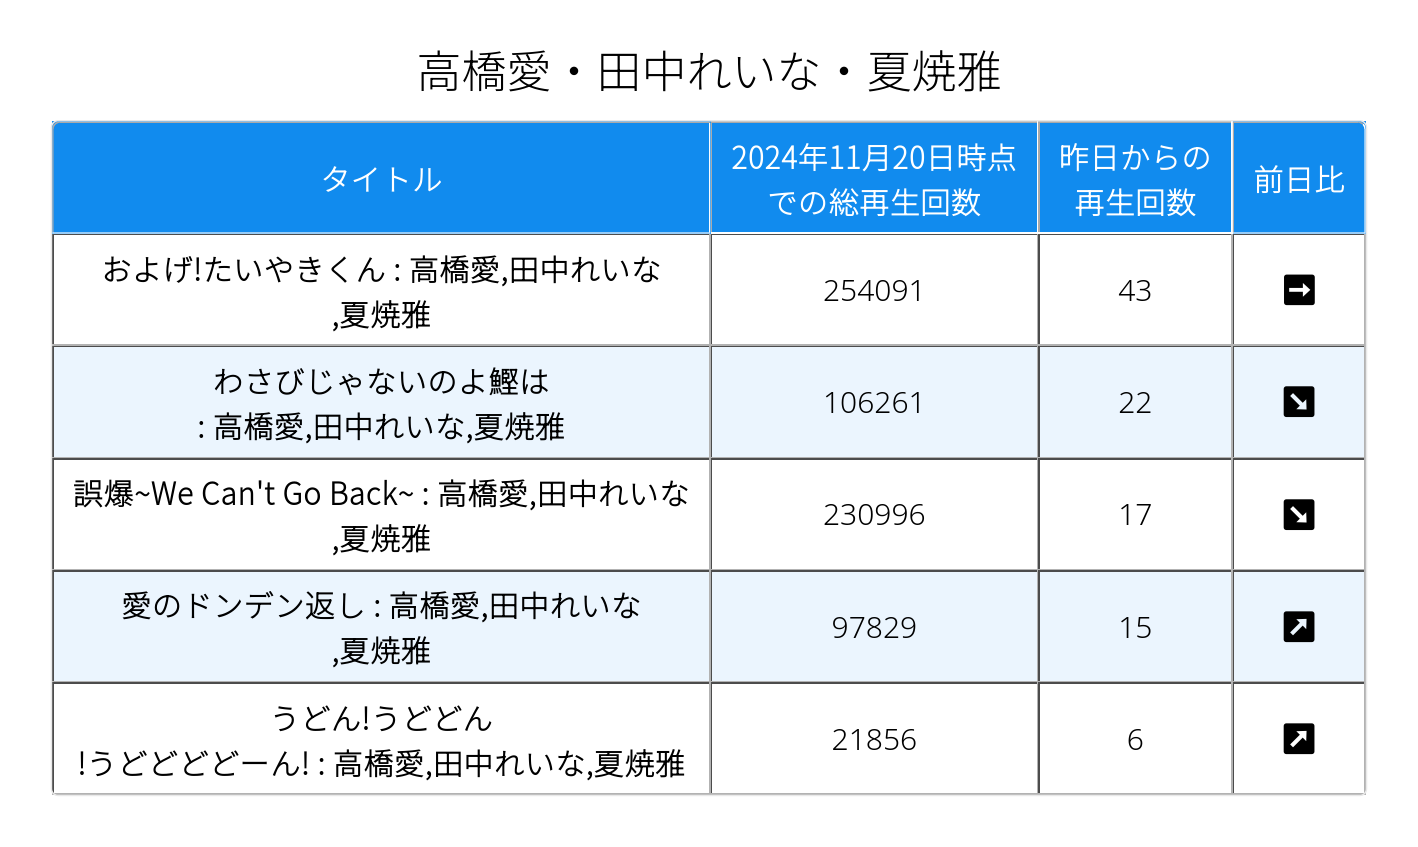 高橋愛・田中れいな・夏焼雅
タイトル
2024年11月20日時点
での総再生回数
昨日からの
再生回数
前日比
およげ!たいやきくん : 高橋愛,田中れいな
,夏焼雅
254091
43
➡
わさびじゃないのよ鰹は
: 高橋愛,田中れいな,夏焼雅
106261
22
↘
誤爆~We Can't Go Back~ : 高橋愛,田中れいな
,夏焼雅
230996
17
↘
愛のドンデン返し : 高橋愛,田中れいな
,夏焼雅
97829
15
↗
うどん!うどどん
!うどどどどーん! : 高橋愛,田中れいな,夏焼雅
21856
6
↗